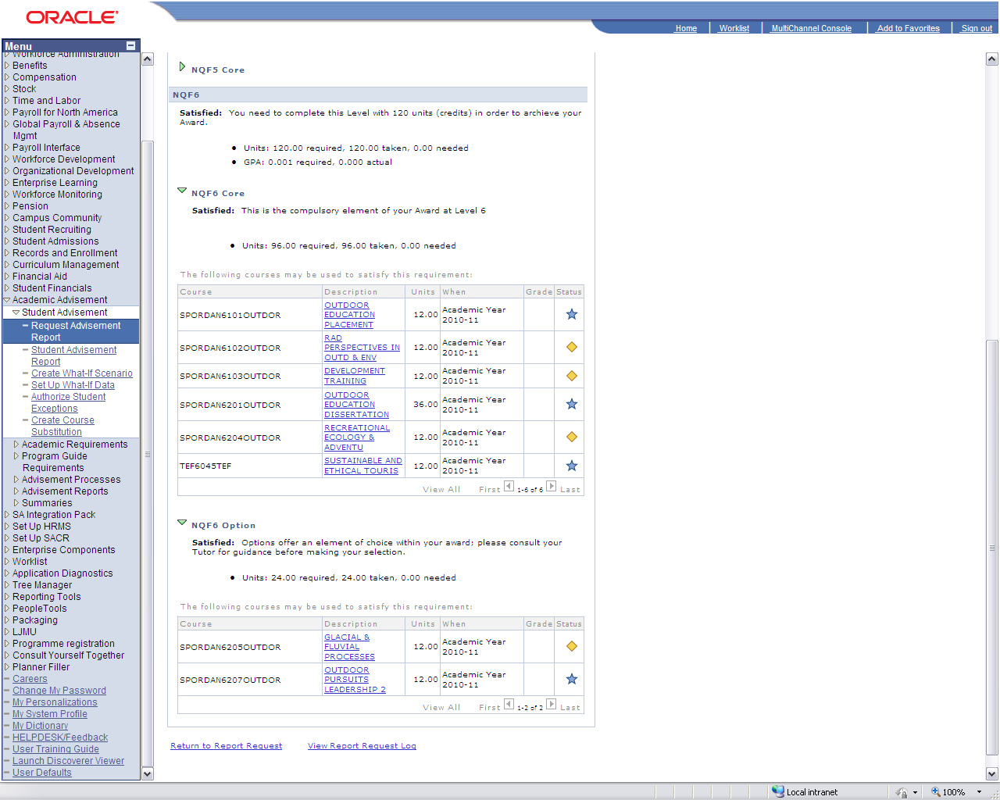 ORACLE
Home
Worklist
MultiChannel Console
Add to Favorites
Sign out
Menu
Workforce Administration
Benefits
Compensation
Stock
Time and Labor
Payroll for North America
Global Payroll & Absence
Mgmt
Payroll Interface
Workforce Development
Organizational Development
Enterprise Learning
Workforce Monitoring
Pension
Campus Community
Student Recruiting
Student Admissions
Records and Enrollment
Curriculum Management
Financial Aid
Student Financials
Academic Advisement
Student Advisement
Request Advisement
Report
Student Advisement
Report
Create What-If Scenario
Set Up What-If Data
Authorize Student
Exceptions
Create Course
Substitution
Academic Requirements
Program Guide
Requirements
Advisement Processes
Advisement Reports
Summaries
SA Integration Pack
Set Up HRMS
Set Up SACR
Enterprise Components
Worklist
Application Diagnostics
Tree Manager
Reporting Tools
PeopleTools
Packaging
LJMU
Programme registration
Consult Yourself Together
Planner Filler
Careers
Change My Password
My Personalizations
My System Profile
My Dictionary
HELPDESK/Feedback
User Training Guide
Launch Discoverer Viewer
User Defaults
NQF5 Core
NQF6
Satisfied: You need to complete this Level with 120 units (credits) in order to archieve your
Award.
• Units: 120.00 required, 120.00 taken, 0.00 needed
• GPA: 0.001 required, 0.000 actual
NQF6 Core
Satisfied: This is the compulsory element of your Award at Level 6
• Units: 96.00 required, 96.00 taken, 0.00 needed
The following courses may be used to satisfy this requirement:
Course Description Units When Grade Status
SPORDAN6101OUTDOR OUTDOOR EDUCATION PLACEMENT 12.00 Academic Year 2010-11
SPORDAN6102OUTDOR RAD PERSPECTIVES IN OUTD & ENV 12.00 Academic Year 2010-11
SPORDAN6103OUTDOR DEVELOPMENT TRAINING 12.00 Academic Year 2010-11
SPORDAN6201OUTDOR OUTDOOR EDUCATION DISSERTATION 36.00 Academic Year 2010-11
SPORDAN6204OUTDOR RECREATIONAL ECOLOGY & ADVENTU 12.00 Academic Year 2010-11
TEF6045TEF SUSTAINABLE AND ETHICAL TOURIS 12.00 Academic Year 2010-11
View All First 1-6 of 6 Last
NQF6 Option
Satisfied: Options offer an element of choice within your award; please consult your
Tutor for guidance before making your selection.
• Units: 24.00 required, 24.00 taken, 0.00 needed
The following courses may be used to satisfy this requirement:
Course Description Units When Grade Status
SPORDAN6205OUTDOR GLACIAL & FLUVIAL PROCESSES 12.00 Academic Year 2010-11
SPORDAN6207OUTDOR OUTDOOR PURSUITS LEADERSHIP 2 12.00 Academic Year 2010-11
View All First 1-2 of 2 Last
Return to Report Request
View Report Request Log
Local intranet
100%